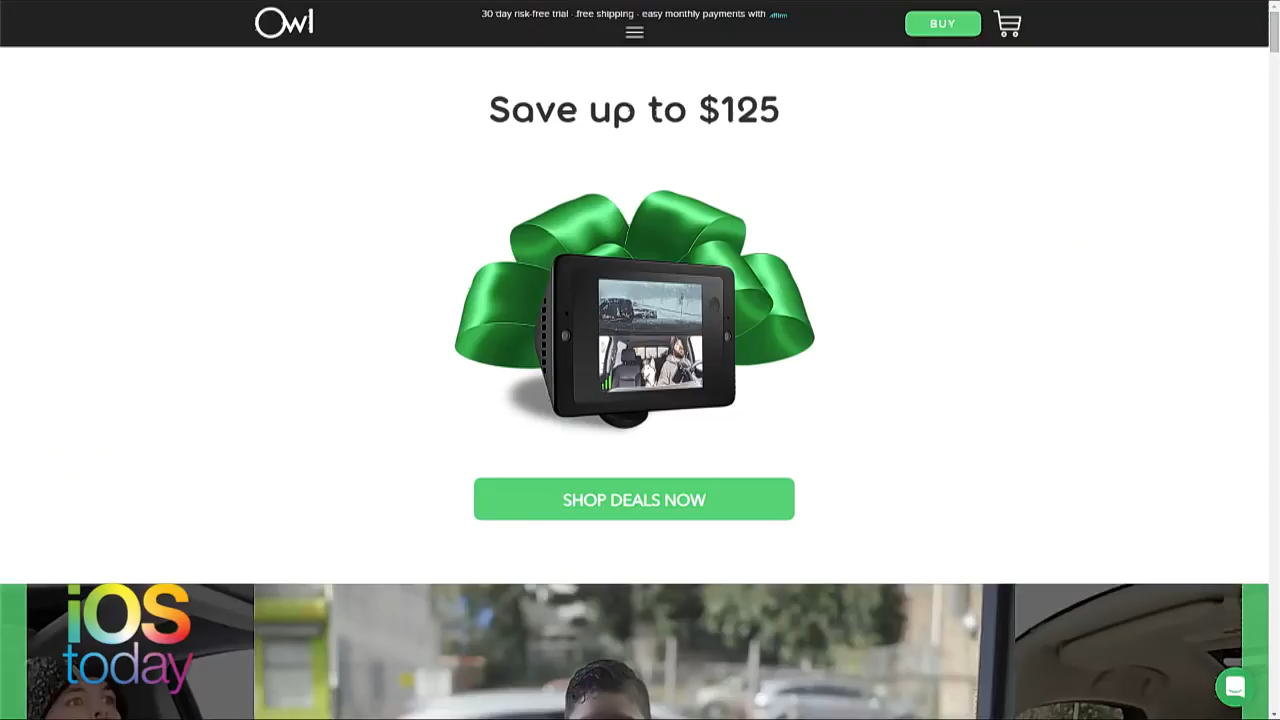 Owl
30 day risk-free trial · free shipping · easy monthly payments with affirm
BUY
Save up to $125
SHOP DEALS NOW
iOS
today